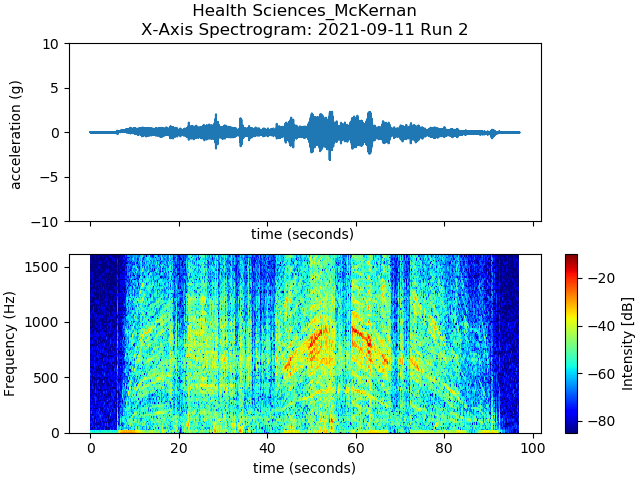 Health Sciences_McKernan
X-Axis Spectrogram: 2021-09-11 Run 2
10
5
0
−5
−10
acceleration (g)
time (seconds)
1500
1000
500
0
Frequency (Hz)
0 20 40 60 80 100
time (seconds)
−20
−40
−60
−80
Intensity [dB]